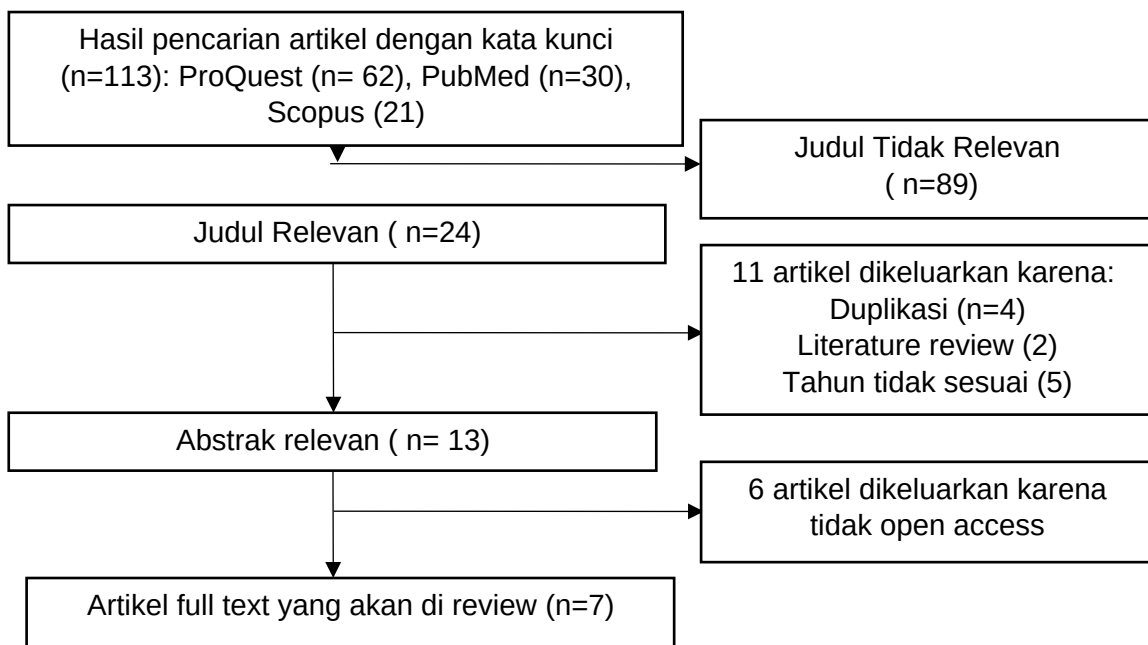 Hasil pencarian artikel dengan kata kunci
(n=113): ProQuest (n= 62), PubMed (n=30),
Scopus (21)
Judul Tidak Relevan
( n=89)
Judul Relevan ( n=24)
11 artikel dikeluarkan karena:
Duplikasi (n=4)
Literature review (2)
Tahun tidak sesuai (5)
Abstrak relevan ( n= 13)
6 artikel dikeluarkan karena
tidak open access
Artikel full text yang akan di review (n=7)